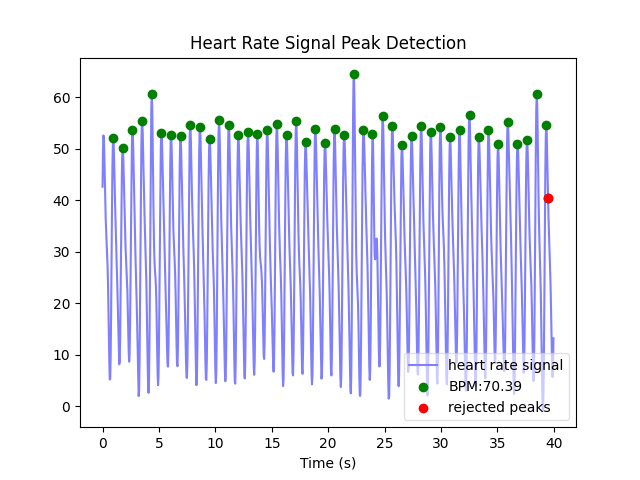 Heart Rate Signal Peak Detection
60
50
40
30
20
10
0
heart rate signal
BPM:70.39
rejected peaks
0 5 10 15 20 25 30 35 40
Time (s)